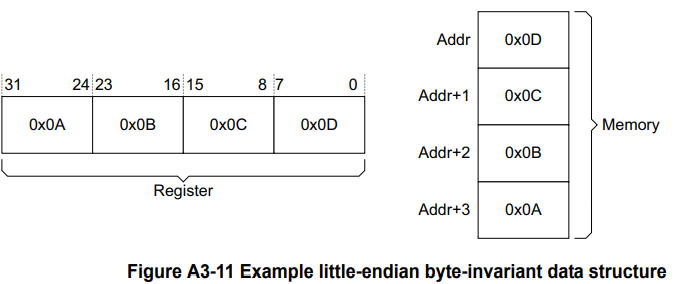 31 24 23 16 15 8 7 0
0x0A 0x0B 0x0C 0x0D
Register
Addr 0x0D
Addr+1 0x0C
Addr+2 0x0B
Addr+3 0x0A
Memory
Figure A3-11 Example little-endian byte-invariant data structure